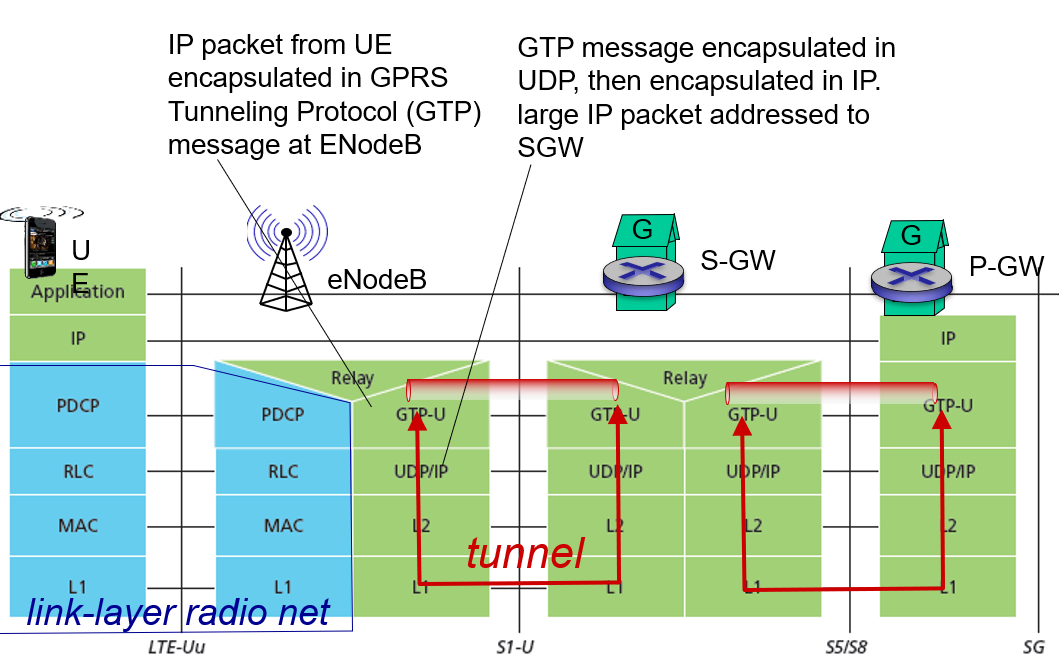 IP packet from UE
encapsulated in GPRS
Tunneling Protocol (GTP)
message at ENodeB
GTP message encapsulated in
UDP, then encapsulated in IP.
large IP packet addressed to
SGW
U
E
eNodeB
G
S-GW
G
P-GW
Application
IP
PDCP
RLC
MAC
L1
Relay
PDCP
GTP-U
RLC
UDP/IP
MAC
L2
L1
L1
Relay
GTP-U
GTP-U
UDP/IP
UDP/IP
L2
L2
L1
L1
IP
GTP-U
UDP/IP
L2
L1
tunnel
link-layer radio net
LTE-Uu
S1-U
S5/S8
SG